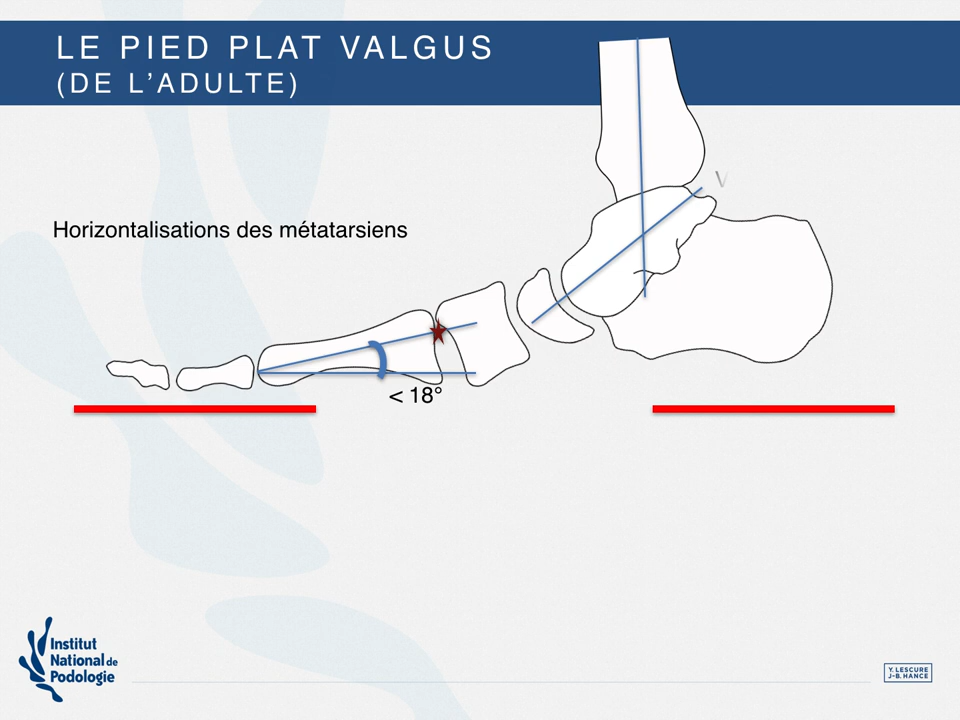 LE PIED PLAT VALGUS
(DE L’ADULTE)
V
Horizontalisations des métatarsiens
< 18°
Institut
National de
Podologie
Y. LESCURE
J-B. HANCE